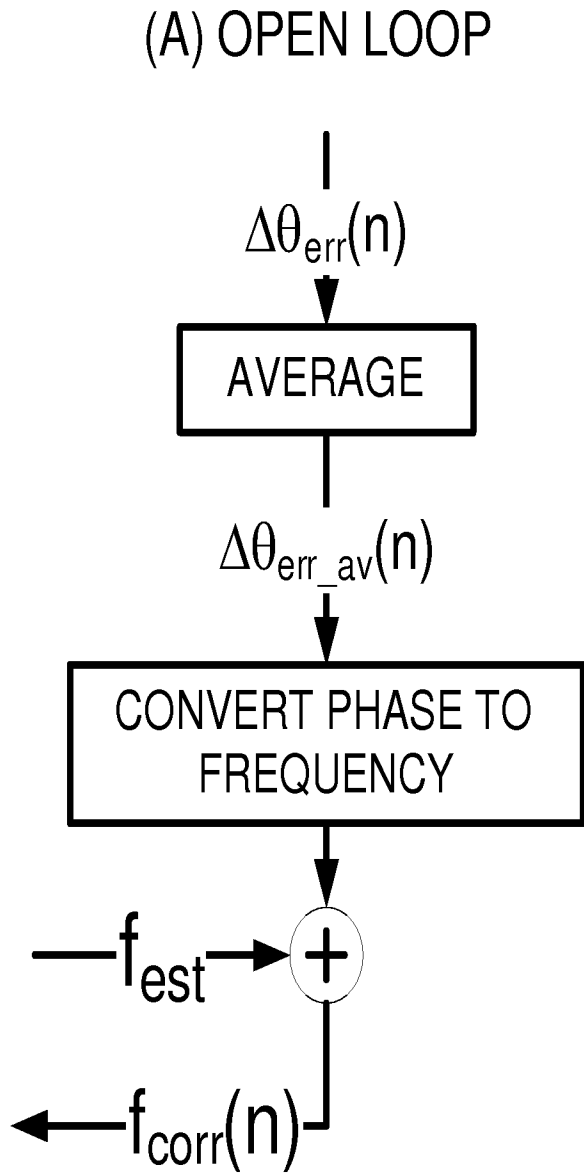 (A) OPEN LOOP
Δθerr(n)
AVERAGE
Δθerr_av(n)
CONVERT PHASE TO
FREQUENCY
fest
+
fcorr(n)